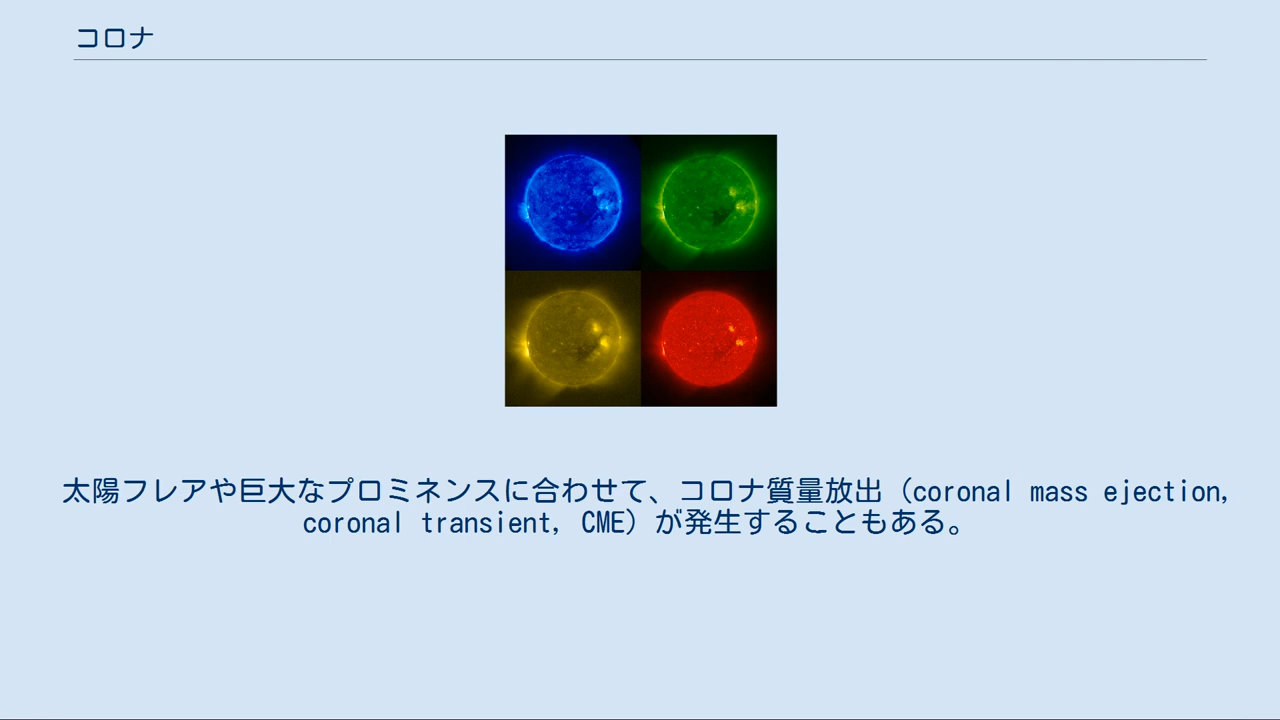 コロナ
太陽フレアや巨大なプロミネンスに合わせて、コロナ質量放出（coronal mass ejection,
coronal transient, CME）が発生することもある。